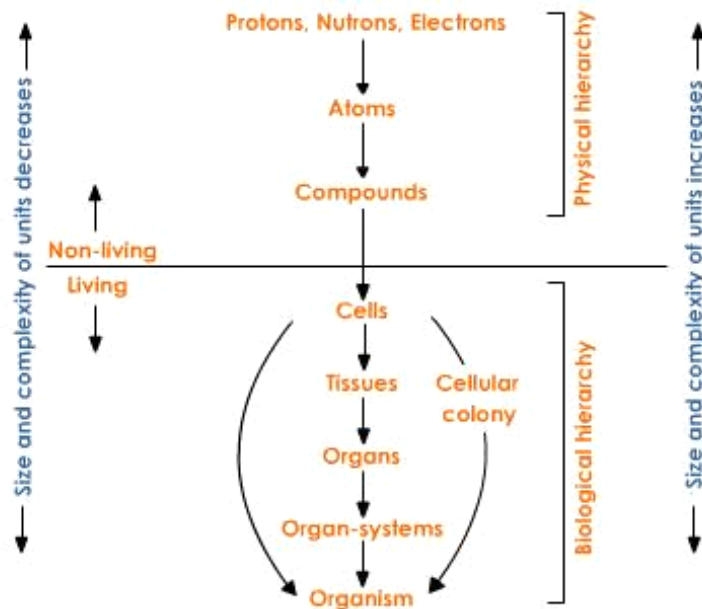 Protons, Nutrons, Electrons
Atoms
Compounds
Non-living
Living
Cells
Tissues
Cellular
colony
Organs
Organ-systems
Organism
Size and complexity of units decreases
Physical hierarchy
Biological hierarchy
Size and complexity of units increases